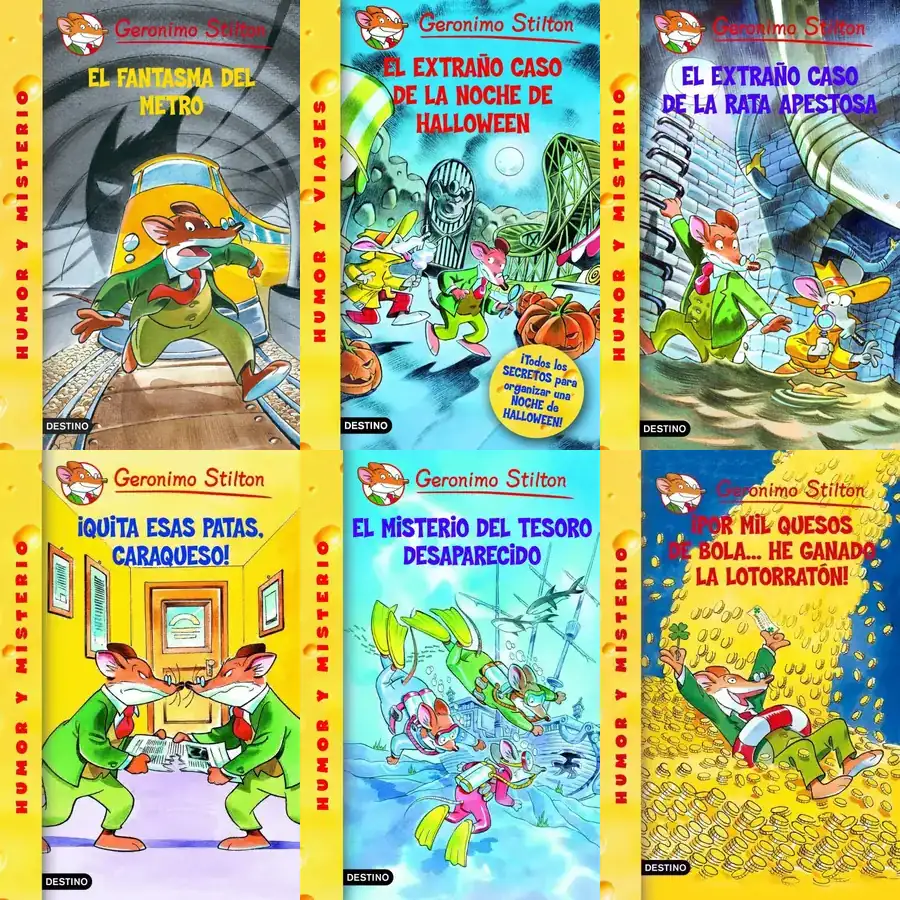 HUMOR Y MISTERIO
Geronimo Stilton
EL FANTASMA DEL
METRO
DESTINO
HUMOR Y VIAJES
Geronimo Stilton
EL EXTRAÑO CASO
DE LA NOCHE DE
HALLOWEEN
¡Todos los
SECRETOS para
organizar una
NOCHE de
HALLOWEEN!
DESTINO
HUMOR Y MISTERIO
Geronimo Stilton
EL EXTRAÑO CASO
DE LA RATA APESTOSA
DESTINO
HUMOR Y MISTERIO
Geronimo Stilton
¡QUITA ESAS PATAS,
CARAQUESO!
DESTINO
HUMOR Y MISTERIO
Geronimo Stilton
EL MISTERIO DEL TESORO
DESAPARECIDO
DESTINO
HUMOR Y MISTERIO
Geronimo Stilton
¡POR MIL QUESOS
DE BOLA... HE GANADO
LA LOTORRATÓN!
DESTINO